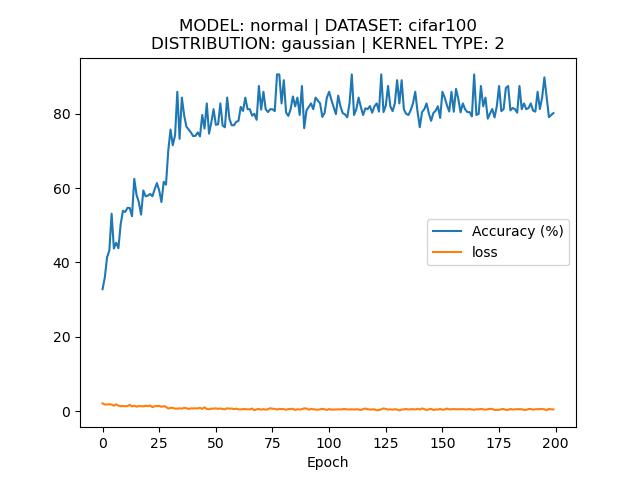 MODEL: normal | DATASET: cifar100
DISTRIBUTION: gaussian | KERNEL TYPE: 2
80
60
40
20
0
Accuracy (%)
loss
0 25 50 75 100 125 150 175 200
Epoch